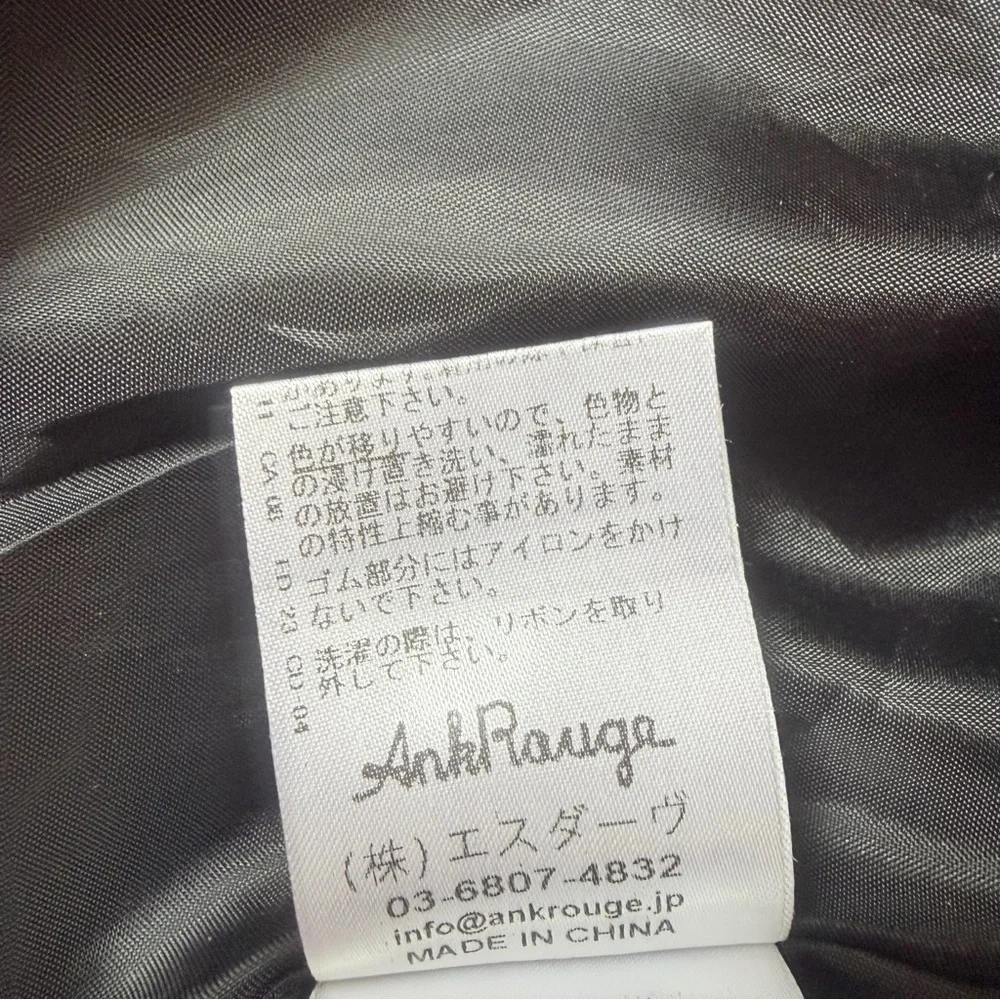 ご注意下さい。
色が移りやすいので、色物と
の浸け置き洗い、濡れたまま
の放置はお避け下さい。素材
の特性上縮む事があります。
ゴム部分にはアイロンをかけ
ないで下さい。
洗濯の際は、リボンを取り
外して下さい。
AnkRouge
(株)エスダーヴ
03-6807-4832
info@ankrouge.jp
MADE IN CHINA